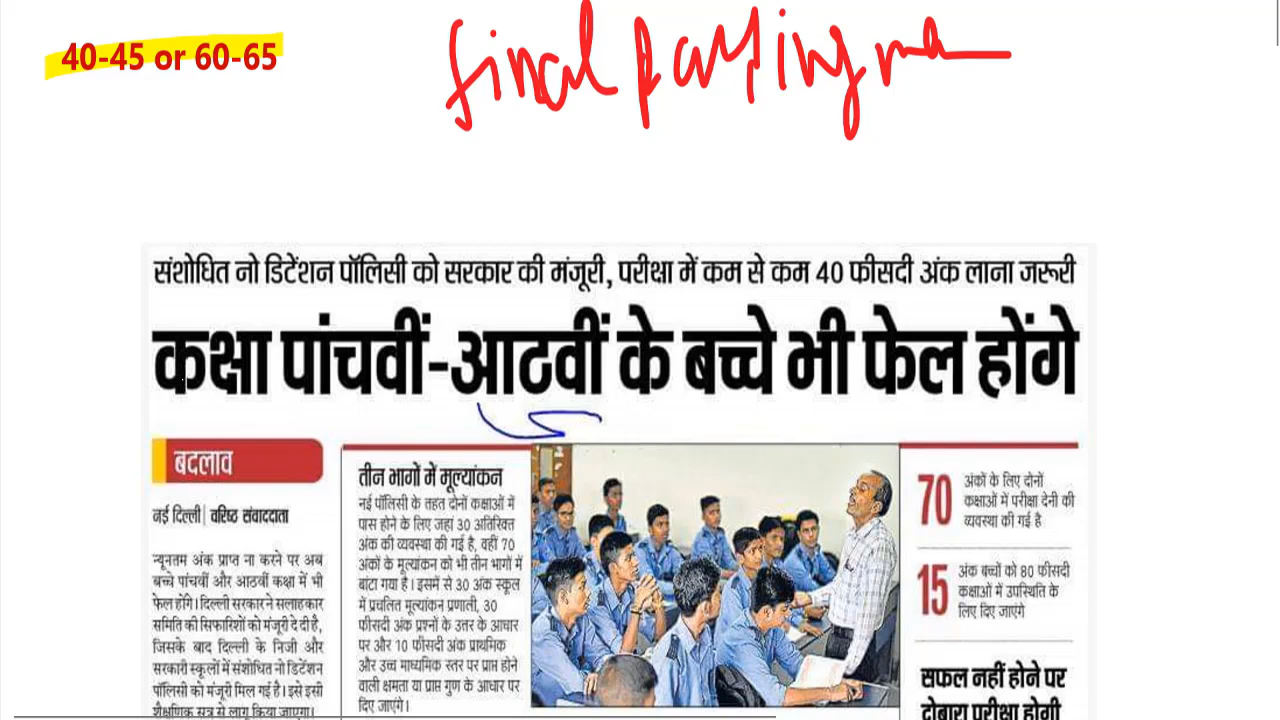 40-45 or 60-65
final
संशोधित नो डिटेंशन पॉलिसी को सरकार की मंजूरी, परीक्षा में कम से कम 40 फीसदी अंक लाना जरूरी
कक्षा पांचवीं-आटवीं के बच्चे भी फेल होंगे
बदलाव
नई दिल्ली | वरिष्ठ संवाददाता
न्यूनतम अंक प्राप्त ना करने पर अब
बच्चे पांचवीं और आठवीं कक्षा में भी
फेल होंगे। दिल्ली सरकार ने सलाहकार
समिति की सिफारिशों को मंजूरी दे दी है,
जिसके बाद दिल्ली के निजी और
सरकारी स्कूलों में संशोधित नो डिटेंशन
पॉलिसी को मंजूरी मिल गई है। इसे इसी
शैक्षणिक सत्र से लागू किया जाएगा।
तीन भागों में मूल्यांकन
नई पॉलिसी के तहत दोनों कक्षाओं में
पास होने के लिए जहां 30 अतिरिक्त
अंक की व्यवस्था की गई है, वहीं 70
अंकों के मूल्यांकन को भी तीन भागों में
बांटा गया है। इसमें से 30 अंक स्कूल
में प्रचलित मूल्यांकन प्रणाली, 30
फीसदी अंक प्रश्नों के उत्तर के आधार
पर और 10 फीसदी अंक प्राथमिक
और उच्च माध्यमिक स्तर पर प्राप्त होने
वाली क्षमता या प्राप्त गुण के आधार पर
दिए जाएंगे।
70 अंकों के लिए दोनों
कक्षाओं में परीक्षा देनी की
व्यवस्था की गई है
15 अंक बच्चों को 80 फीसदी
कक्षाओं में उपस्थिति के
लिए दिए जाएंगे
सफल नहीं होने पर
दोबारा परीक्षा होगी